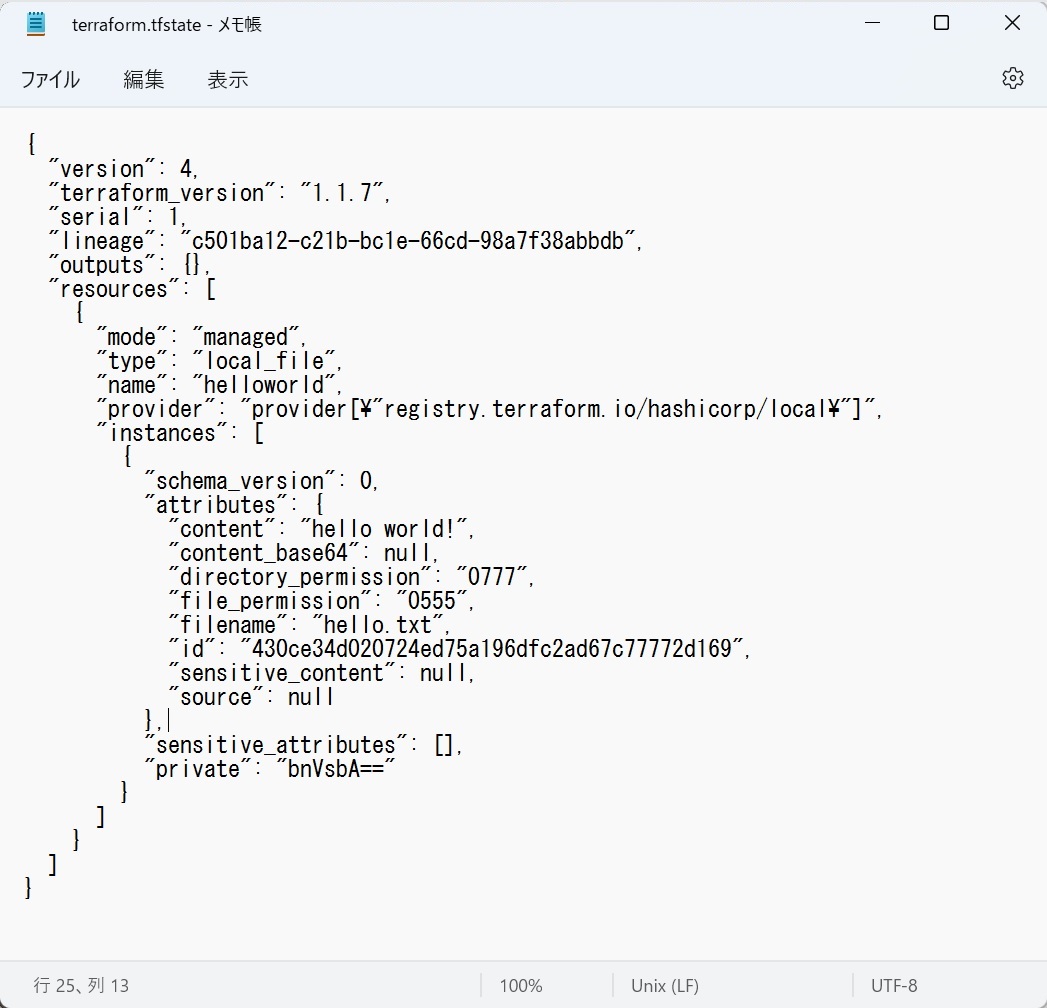 terraform.tfstate - メモ帳
ファイル 編集 表示
{
  "version": 4,
  "terraform_version": "1.1.7",
  "serial": 1,
  "lineage": "c501ba12-c21b-bc1e-66cd-98a7f38abbdb",
  "outputs": {},
  "resources": [
    {
      "mode": "managed",
      "type": "local_file",
      "name": "helloworld",
      "provider": "provider[¥"registry.terraform.io/hashicorp/local¥"]",
      "instances": [
        {
          "schema_version": 0,
          "attributes": {
            "content": "hello world!",
            "content_base64": null,
            "directory_permission": "0777",
            "file_permission": "0555",
            "filename": "hello.txt",
            "id": "430ce34d020724ed75a196dfc2ad67c77772d169",
            "sensitive_content": null,
            "source": null
          },
          "sensitive_attributes": [],
          "private": "bnVsbA=="
        }
      ]
    }
  ]
}
行 25、列 13 100% Unix (LF) UTF-8